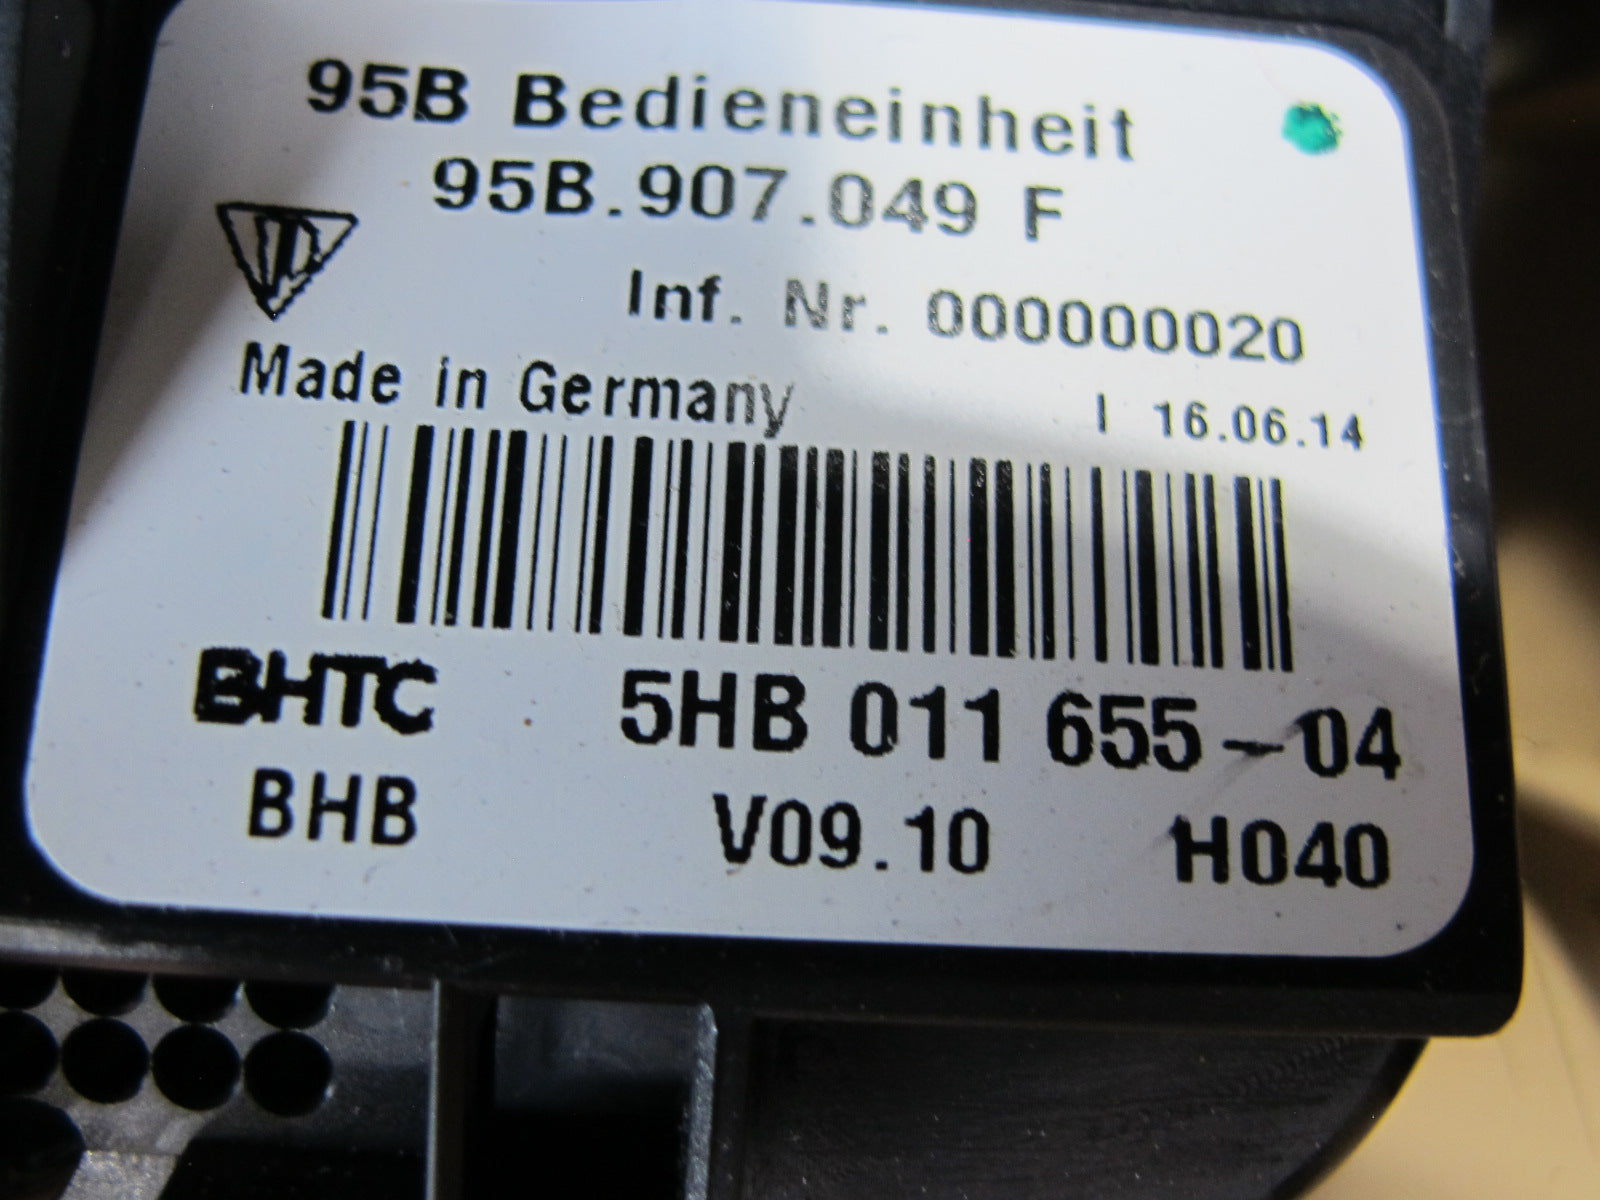 95B Bedieneinheit
95B.907.049 F
Inf. Nr. 000000020
Made in Germany I 16.06.14
BHTC 5HB 011 655-04
BHB V09.10 H040